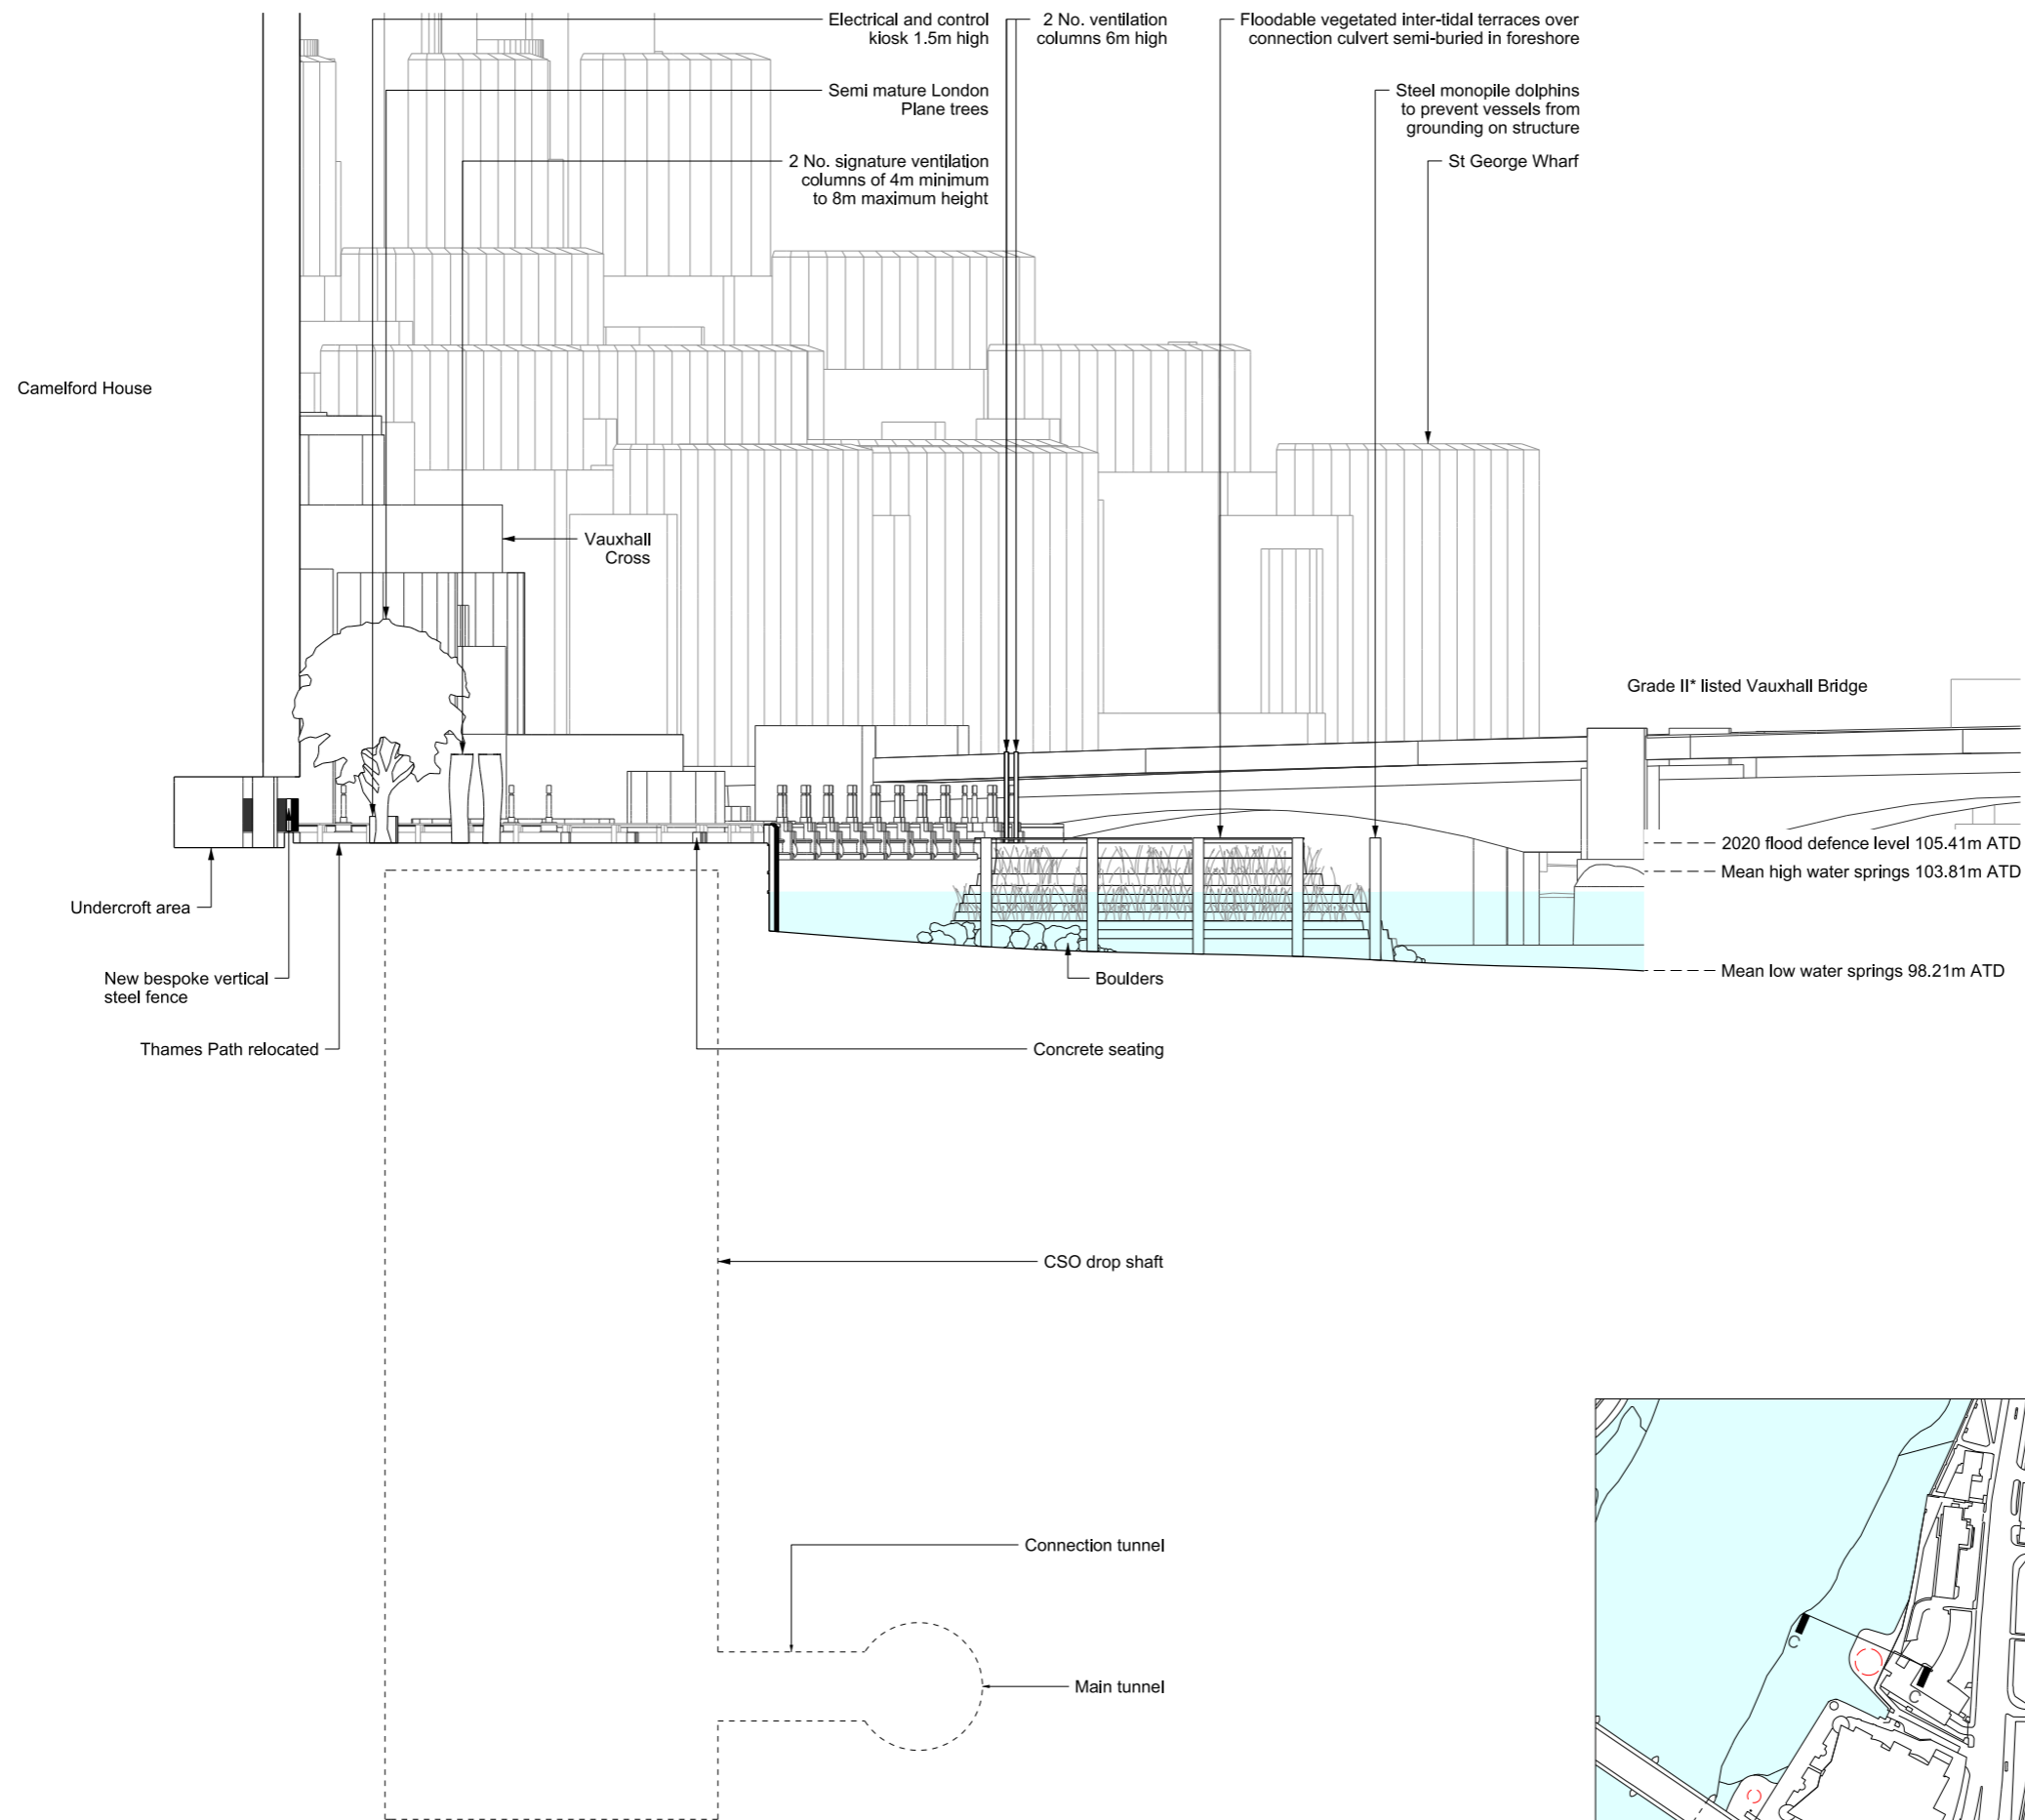 Electrical and control
kiosk 1.5m high
2 No. ventilation
columns 6m high
Floodable vegetated inter-tidal terraces over
connection culvert semi-buried in foreshore
Semi mature London
Plane trees
Steel monopile dolphins
to prevent vessels from
grounding on structure
2 No. signature ventilation
columns of 4m minimum
to 8m maximum height
St George Wharf
Camelford House
Vauxhall
Cross
Grade II* listed Vauxhall Bridge
2020 flood defence level 105.41m ATD
Mean high water springs 103.81m ATD
Undercroft area
New bespoke vertical
steel fence
Boulders
Mean low water springs 98.21m ATD
Thames Path relocated
Concrete seating
CSO drop shaft
Connection tunnel
Main tunnel
C
C